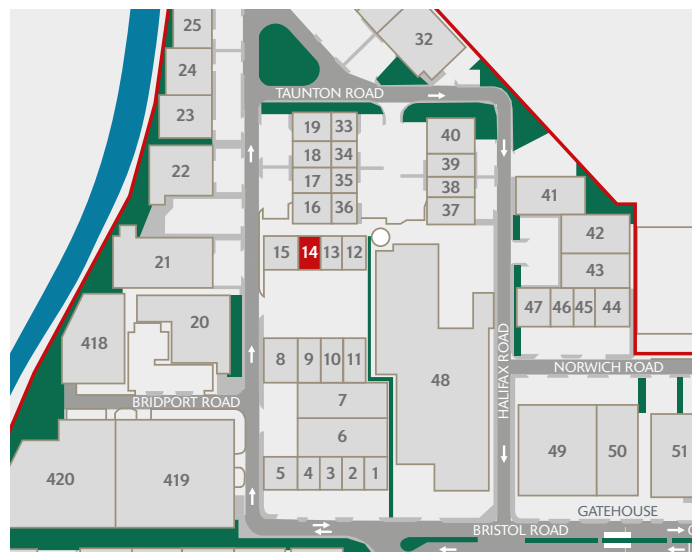 25
32
24
TAUNTON ROAD
23
19 33
40
18 34
39
22
17 35
38
41
16 36
37
42
15 14 13 12
21
43
47 46 45 44
20
418
HALIFAX ROAD
8 9 10 11
NORWICH ROAD
48
7
BRIDPORT ROAD
6
49 50 51
5 4 3 2 1
420 419
GATEHOUSE
BRISTOL ROAD